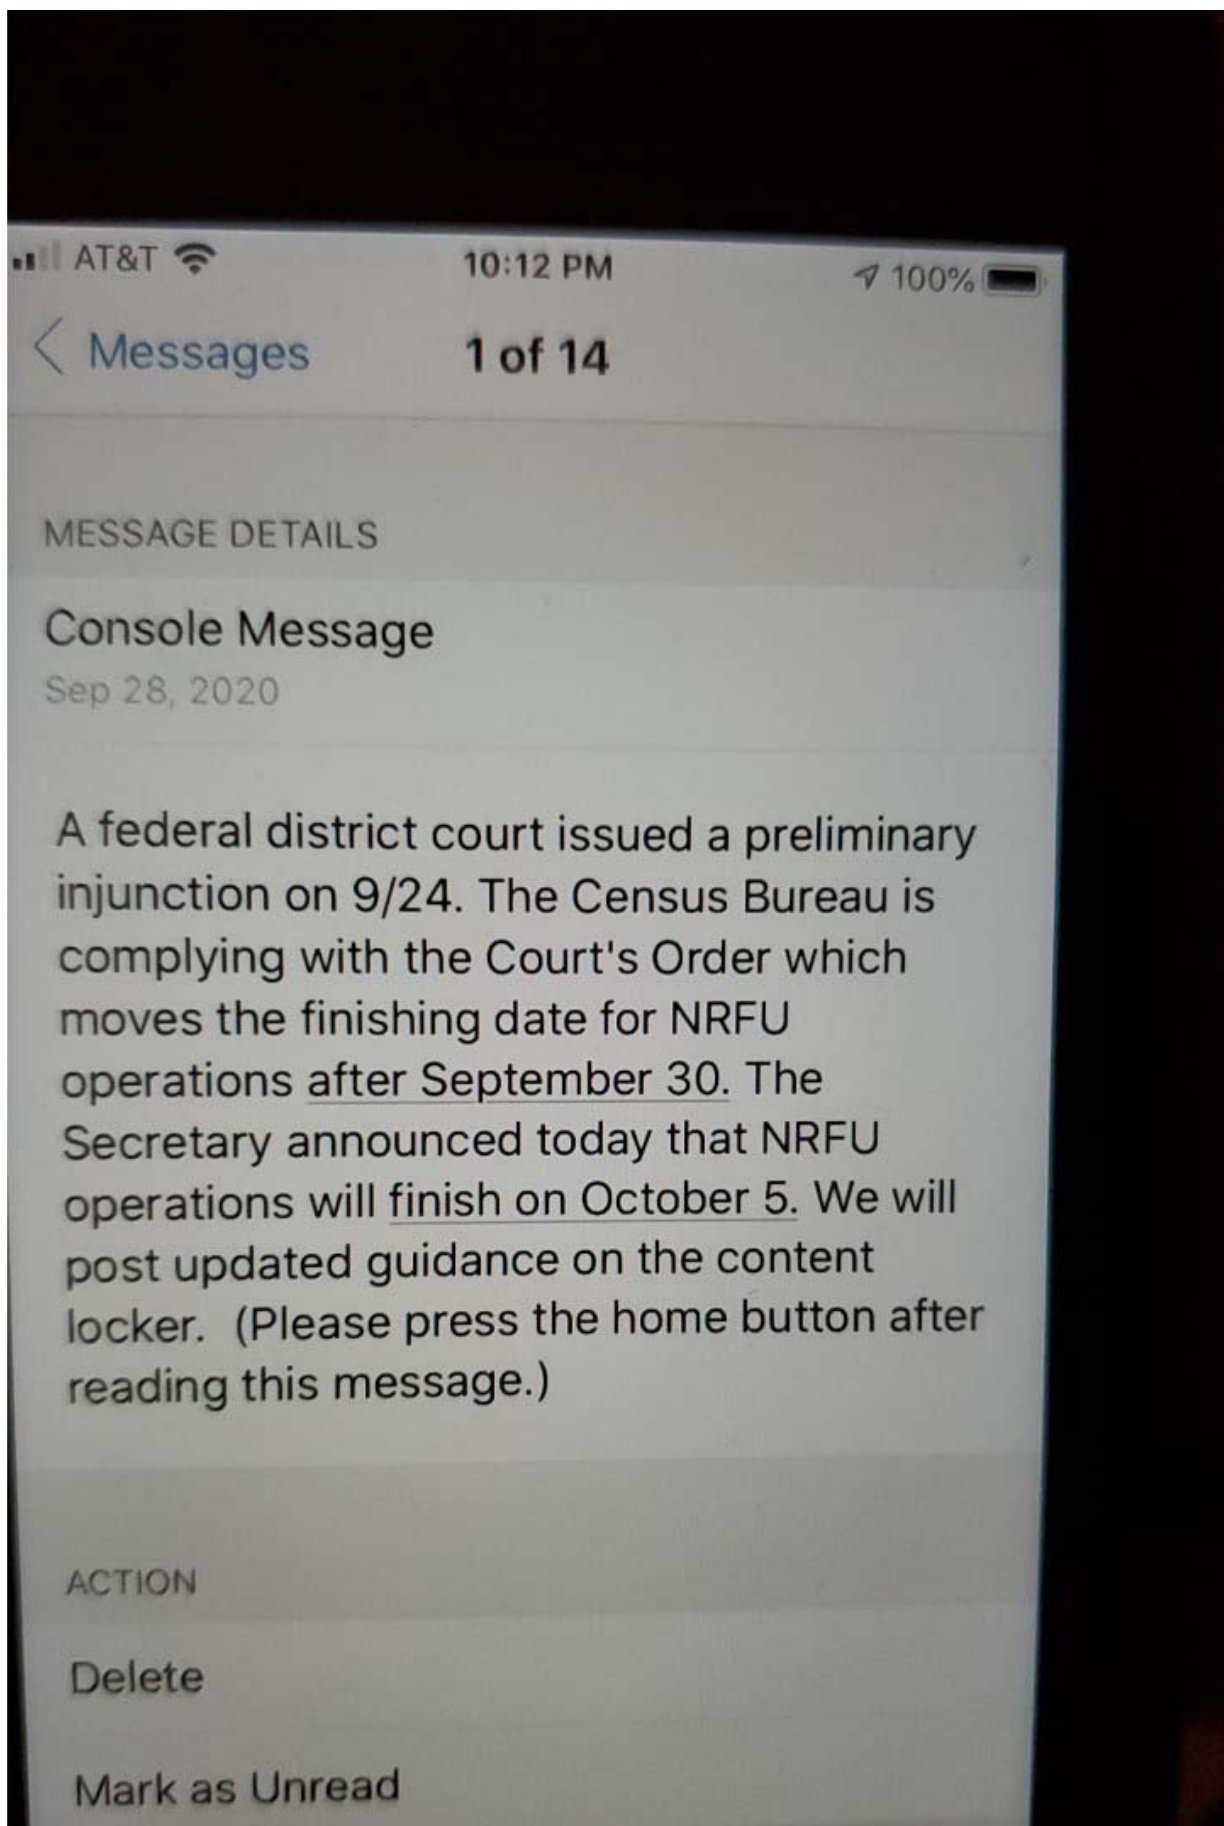 AT&T 10:12 PM 100%
Messages 1 of 14
MESSAGE DETAILS
Console Message
Sep 28, 2020
A federal district court issued a preliminary
injunction on 9/24. The Census Bureau is
complying with the Court's Order which
moves the finishing date for NRFU
operations after September 30. The
Secretary announced today that NRFU
operations will finish on October 5. We will
post updated guidance on the content
locker.  (Please press the home button after
reading this message.)
ACTION
Delete
Mark as Unread